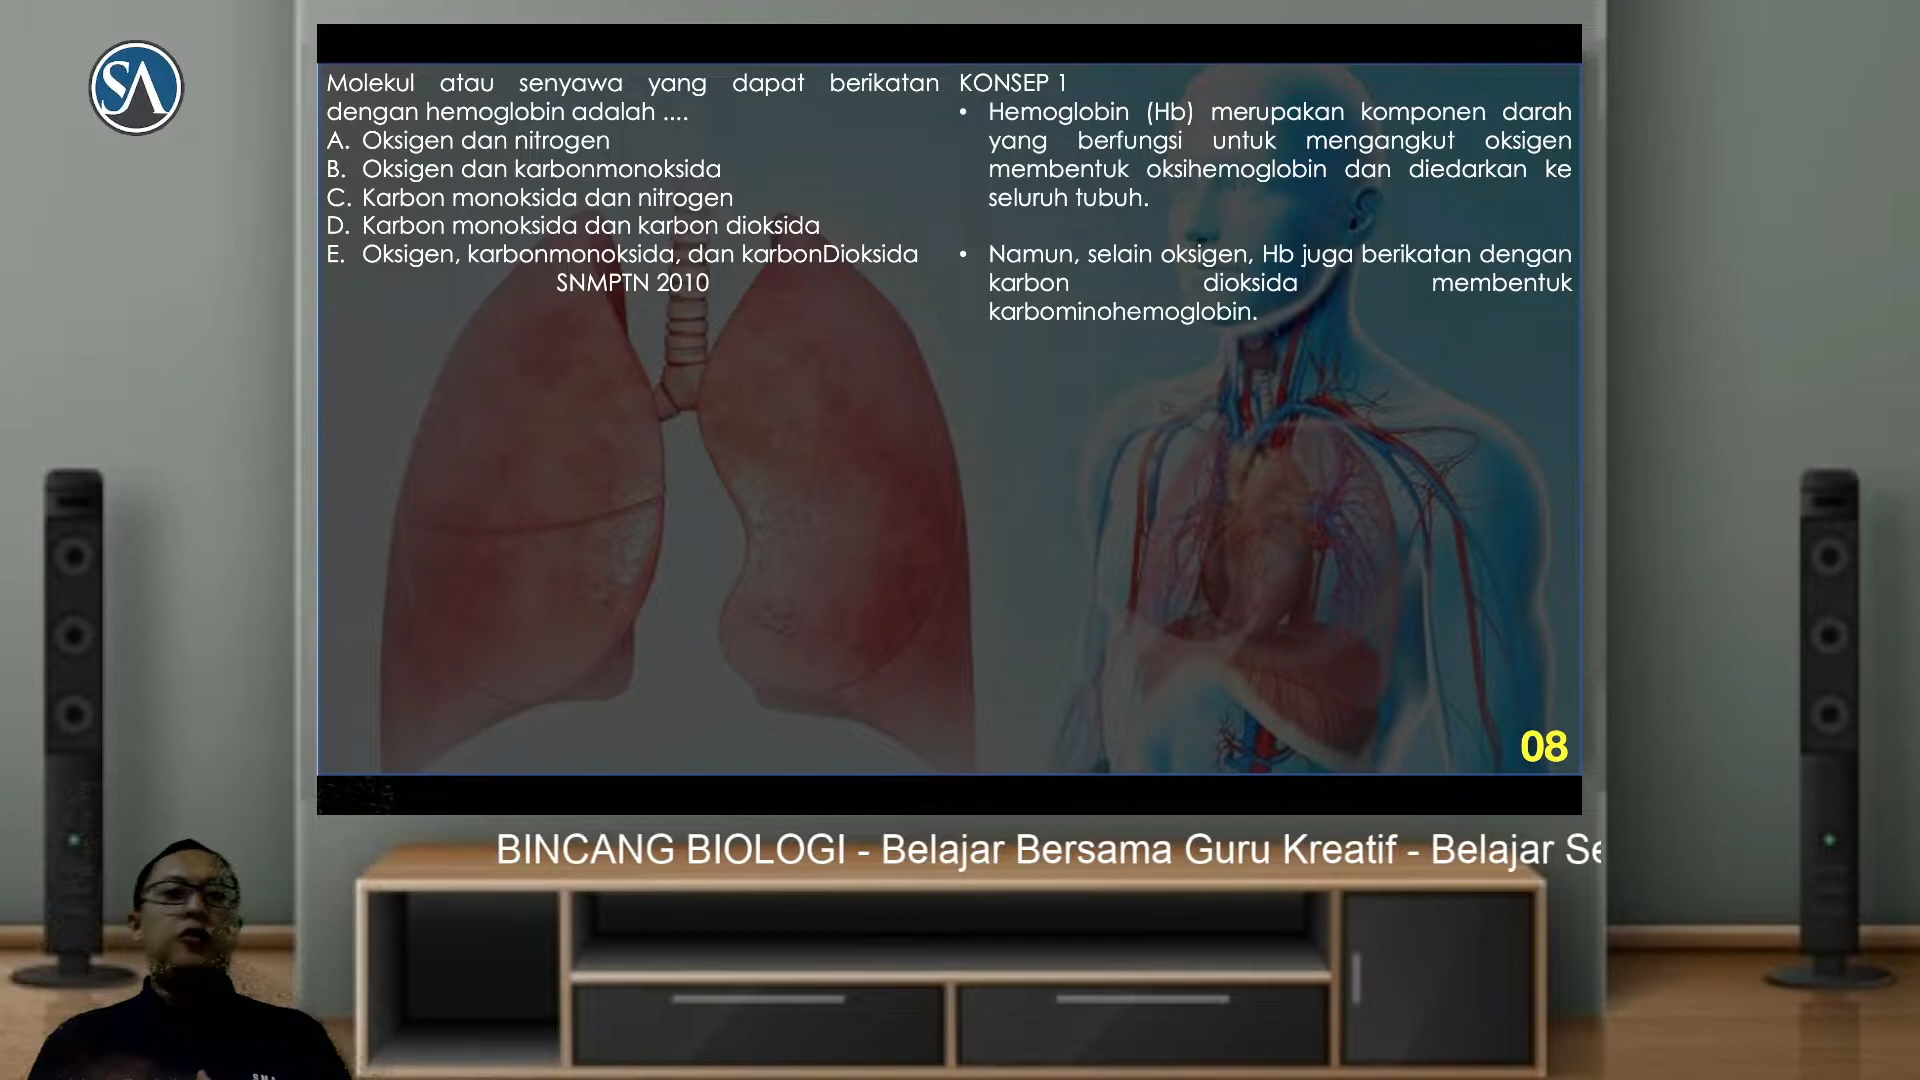 SA
Molekul atau senyawa yang dapat berikatan
dengan hemoglobin adalah ....
A. Oksigen dan nitrogen
B. Oksigen dan karbonmonoksida
C. Karbon monoksida dan nitrogen
D. Karbon monoksida dan karbon dioksida
E. Oksigen, karbonmonoksida, dan karbonDioksida
SNMPTN 2010
KONSEP 1
• Hemoglobin (Hb) merupakan komponen darah
yang berfungsi untuk mengangkut oksigen
membentuk oksihemoglobin dan diedarkan ke
seluruh tubuh.
• Namun, selain oksigen, Hb juga berikatan dengan
karbon dioksida membentuk
karbominohemoglobin.
08
BINCANG BIOLOGI - Belajar Bersama Guru Kreatif - Belajar Se